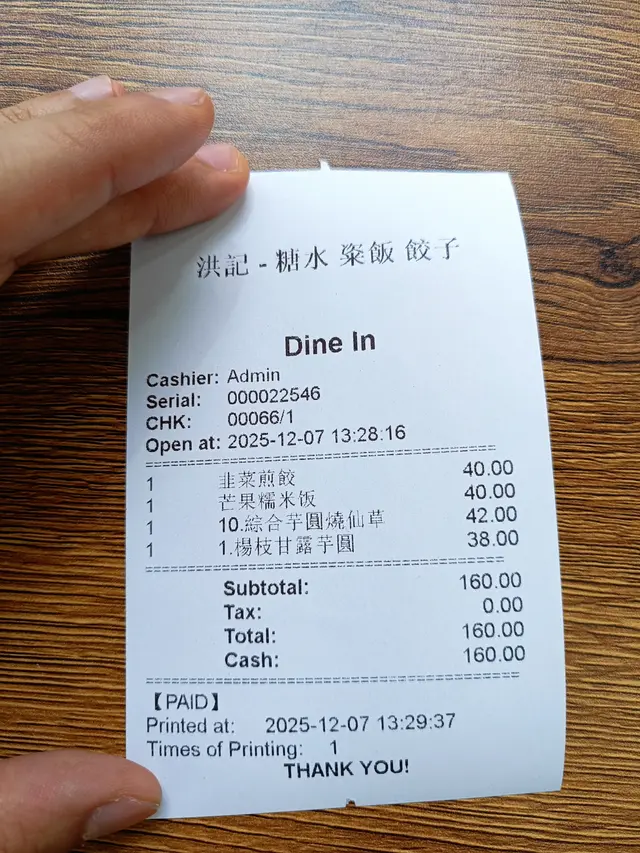 洪記 - 糖水 粢飯 餃子
Dine In
Cashier: Admin
Serial: 000022546
CHK: 00066/1
Open at: 2025-12-07 13:28:16
1 韭菜煎餃 40.00
1 芒果糯米饭 40.00
1 10.綜合芋圓燒仙草 42.00
1 1.楊枝甘露芋圓 38.00
Subtotal: 160.00
Tax: 0.00
Total: 160.00
Cash: 160.00
【PAID】
Printed at: 2025-12-07 13:29:37
Times of Printing: 1
THANK YOU!